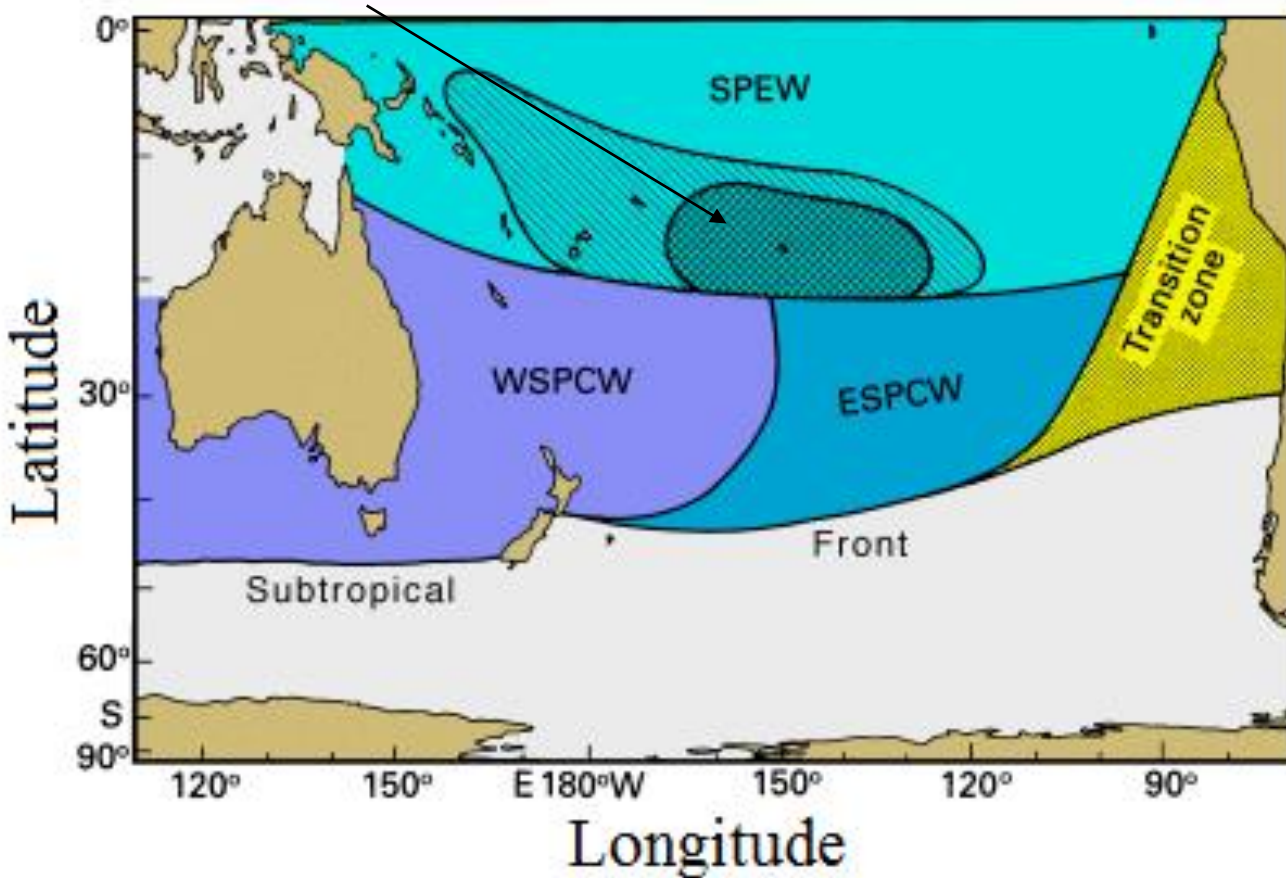 0°
SPEW
Transition
zone
30°
WSPCW
ESPCW
Latitude
Front
Subtropical
60°
S
90°
120° 150° E 180°W 150° 120° 90°
Longitude